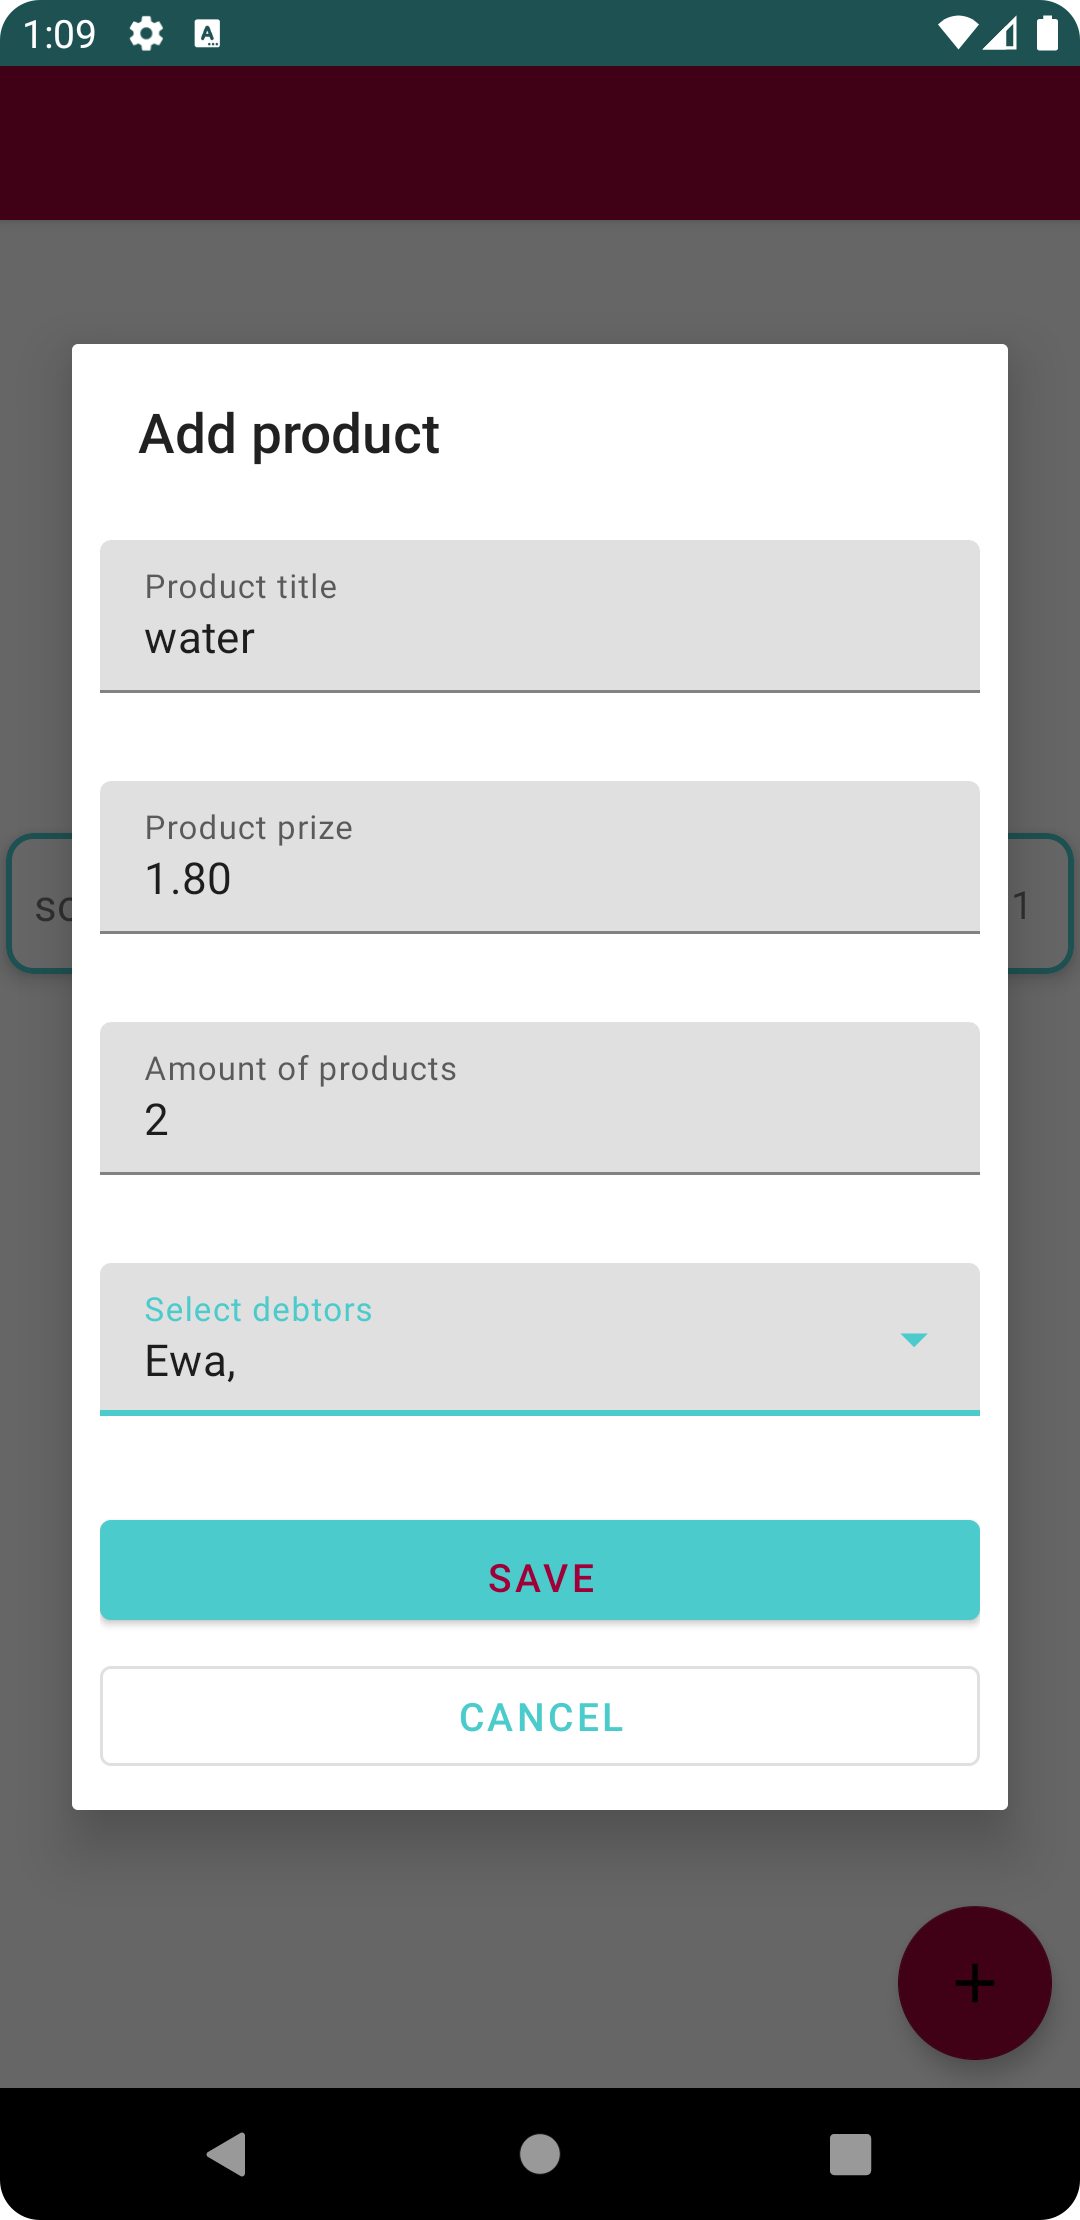 1:09
Add product
Product title
water
Product prize
1.80
1
Amount of products
2
Select debtors
Ewa,
SAVE
CANCEL